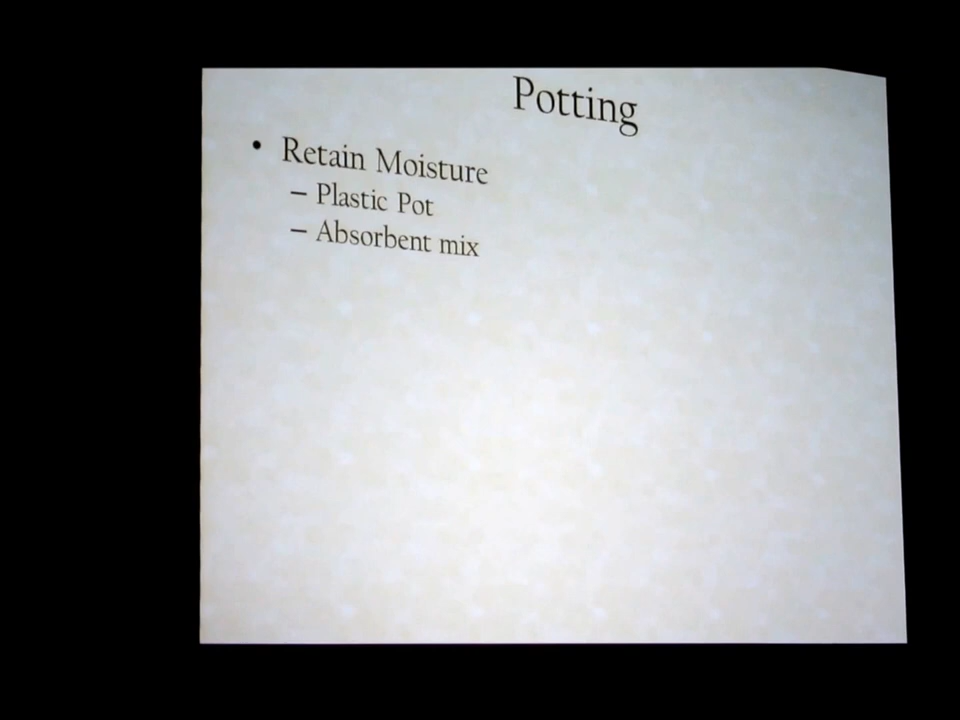 Potting
• Retain Moisture
– Plastic Pot
– Absorbent mix